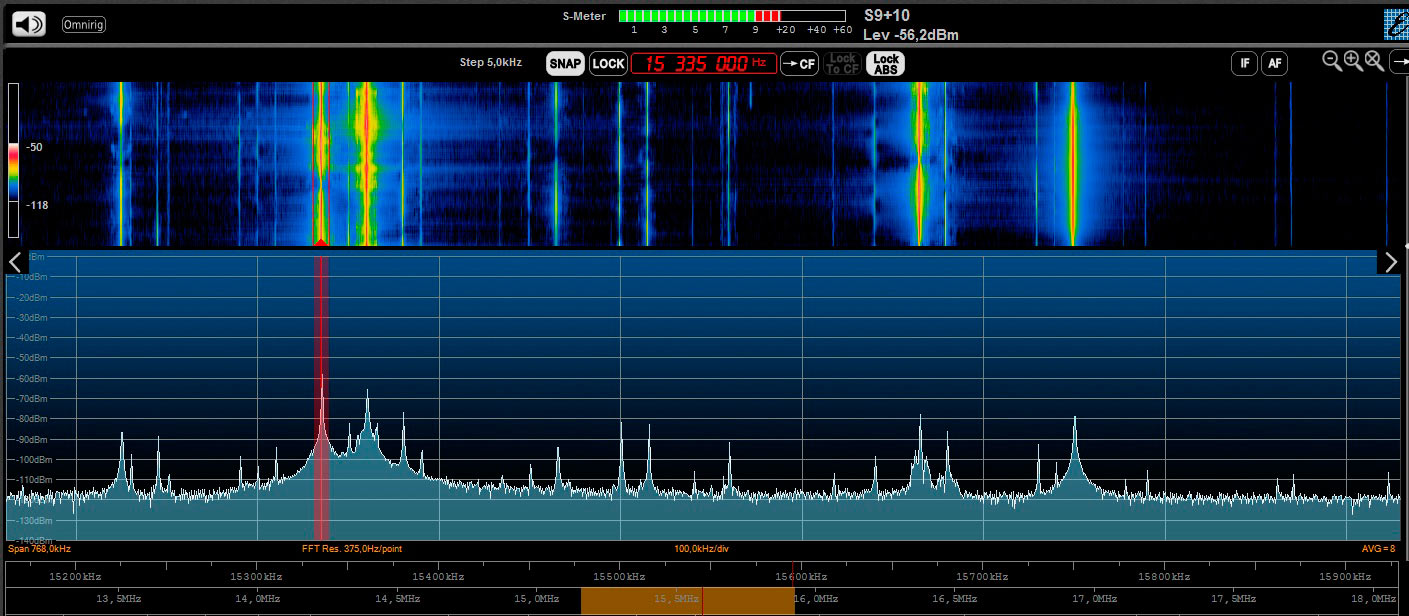 S-Meter S9+10
Omnirig
1 3 5 7 9 +20 +40 +60
Lev -56,2dBm
Step 5,0kHz SNAP LOCK 15 335 000 Hz → CF Lock To CF Lock ABS IF AF
-50
-118
dBm
-10dBm
-20dBm
-30dBm
-40dBm
-50dBm
-60dBm
-70dBm
-80dBm
-90dBm
-100dBm
-110dBm
-130dBm
-140dBm
Span 768,0kHz FFT Res. 375,0Hz/point 100,0kHz/div AVG = 8
15200kHz 15300kHz 15400kHz 15500kHz 15600kHz 15700kHz 15800kHz 15900kHz
13,5MHz 14,0MHz 14,5MHz 15,0MHz 15,5MHz 16,0MHz 16,5MHz 17,0MHz 17,5MHz 18,0MHz